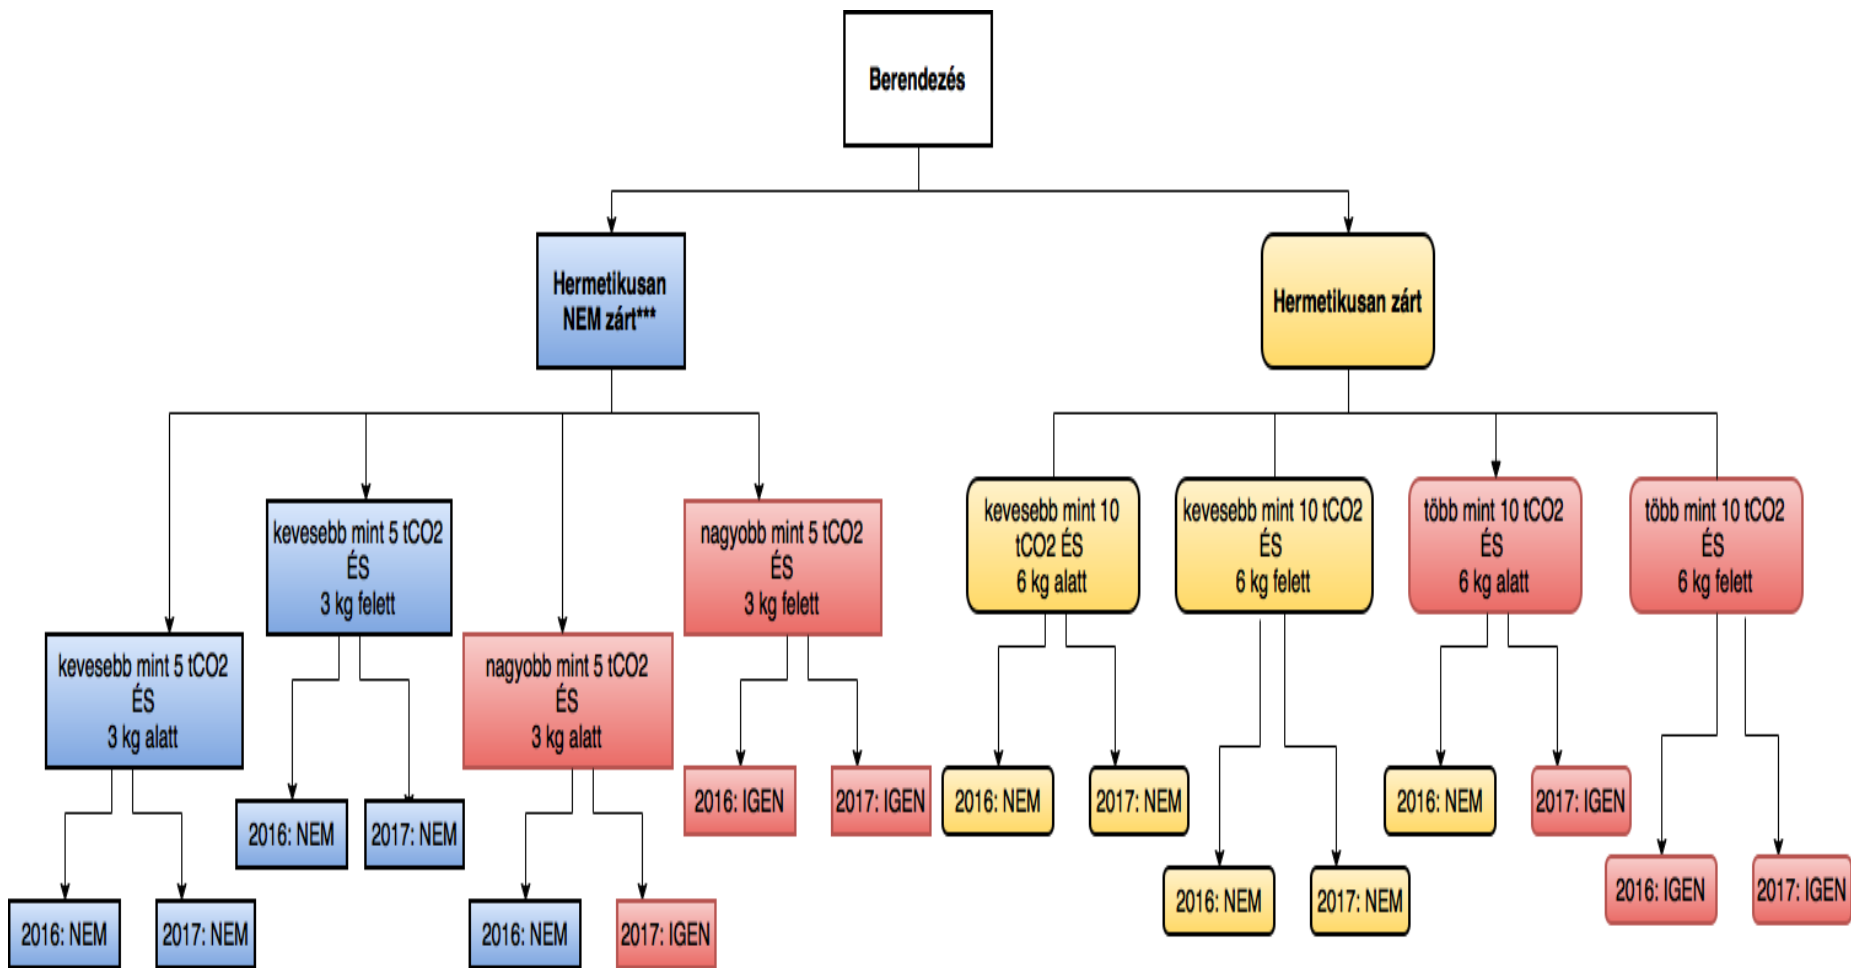 Berendezés
Hermetikusan
NEM zárt***
Hermetikusan zárt
kevesebb mint 5 tCO2
ÉS
3 kg alatt
kevesebb mint 5 tCO2
ÉS
3 kg felett
nagyobb mint 5 tCO2
ÉS
3 kg alatt
nagyobb mint 5 tCO2
ÉS
3 kg felett
kevesebb mint 10
tCO2 ÉS
6 kg alatt
kevesebb mint 10 tCO2
ÉS
6 kg felett
több mint 10 tCO2
ÉS
6 kg alatt
több mint 10 tCO2
ÉS
6 kg felett
2016: NEM
2017: NEM
2016: NEM
2017: NEM
2016: NEM
2017: IGEN
2016: IGEN
2017: IGEN
2016: NEM
2017: NEM
2016: NEM
2017: NEM
2016: NEM
2017: IGEN
2016: IGEN
2017: IGEN